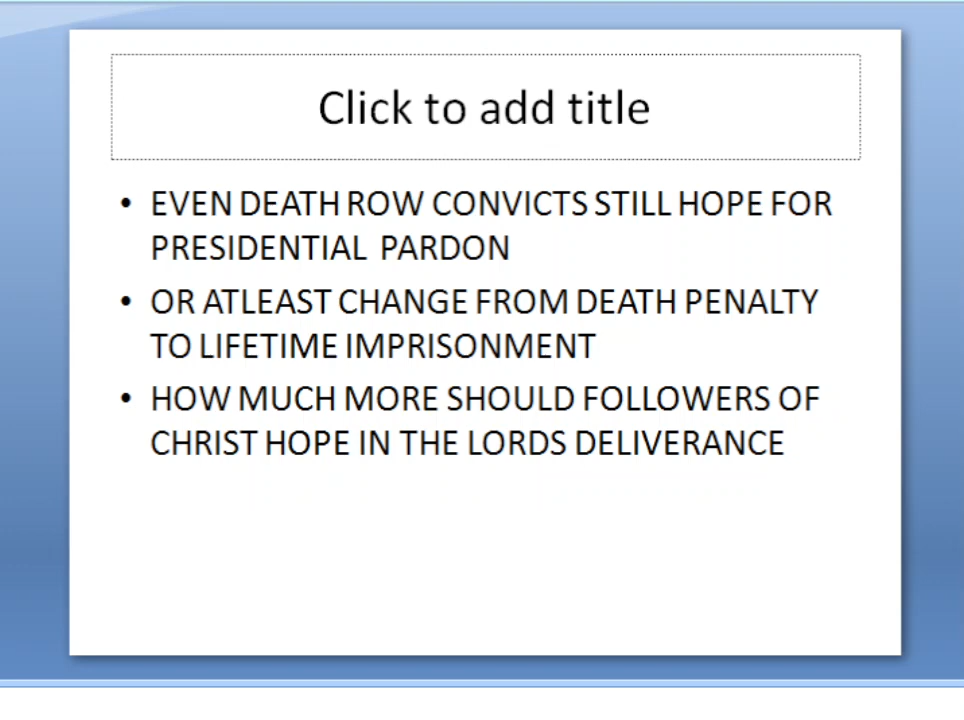 Click to add title
• EVEN DEATH ROW CONVICTS STILL HOPE FOR
PRESIDENTIAL PARDON
• OR ATLEAST CHANGE FROM DEATH PENALTY
TO LIFETIME IMPRISONMENT
• HOW MUCH MORE SHOULD FOLLOWERS OF
CHRIST HOPE IN THE LORDS DELIVERANCE